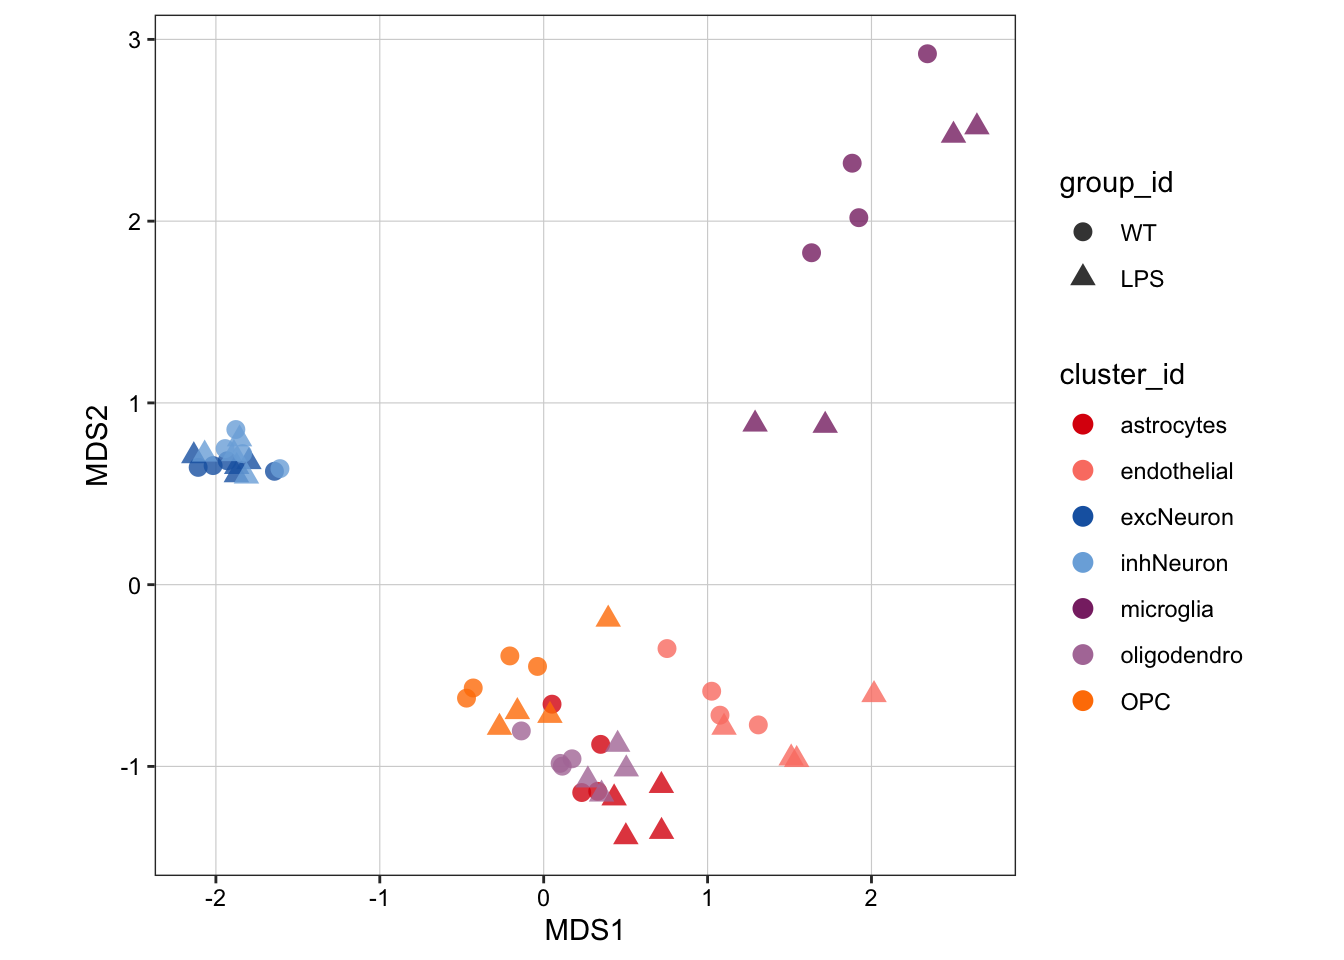 3
2
1
0
-1
-2
-1
0
1
2
MDS1
MDS2
group_id
WT
LPS
cluster_id
astrocytes
endothelial
excNeuron
inhNeuron
microglia
oligodendro
OPC